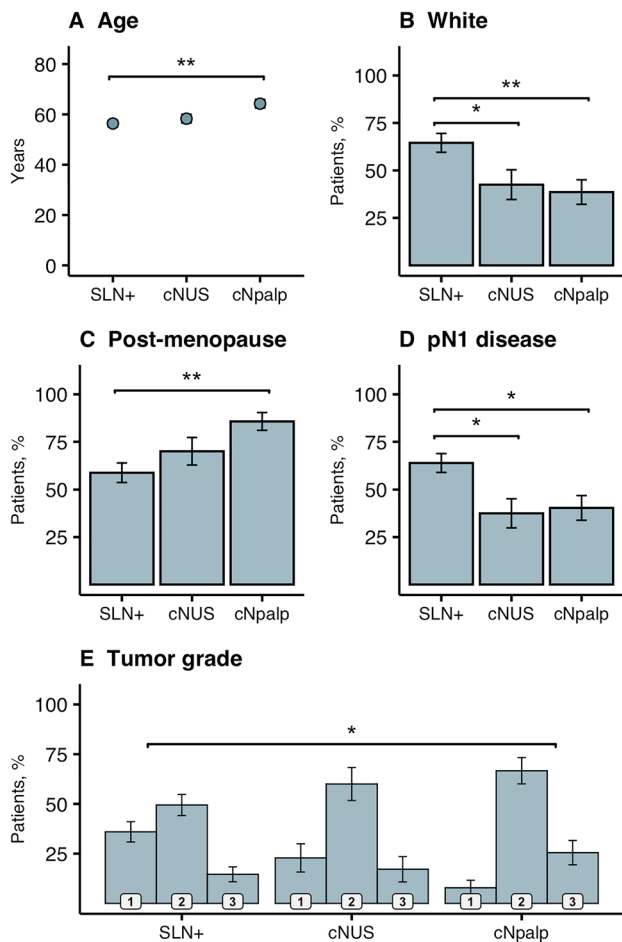 A Age
80
60
40
20
0
Years
**
SLN+ cNUS cNpalp
B White
100
75
50
25
Patients, %
**
*
SLN+ cNUS cNpalp
C Post-menopause
100
75
50
25
Patients, %
**
SLN+ cNUS cNpalp
D pN1 disease
100
75
50
25
Patients, %
*
*
SLN+ cNUS cNpalp
E Tumor grade
100
75
50
25
Patients, %
*
1 2 3 1 2 3 1 2 3
SLN+ cNUS cNpalp